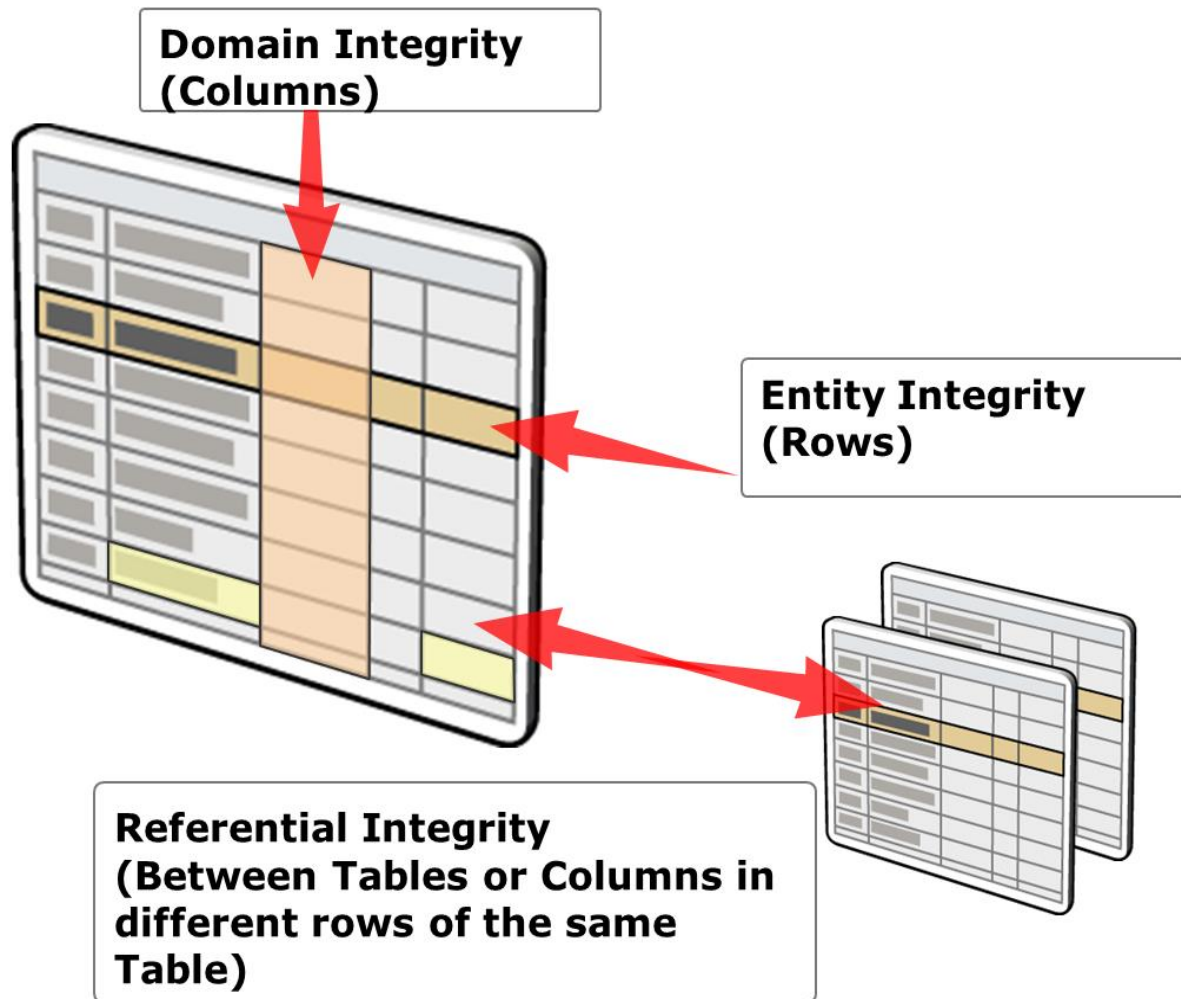 Domain Integrity
(Columns)
Entity Integrity
(Rows)
Referential Integrity
(Between Tables or Columns in
different rows of the same
Table)